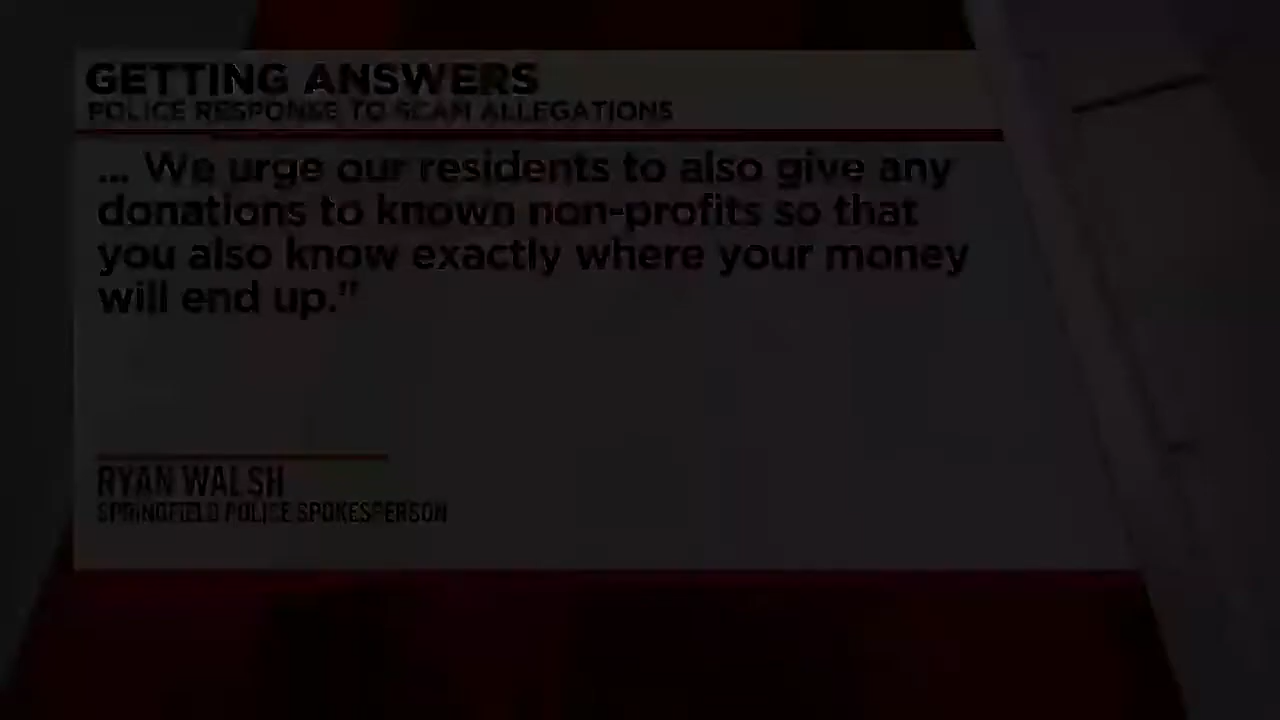 GETTING ANSWERS
POLICE RESPONSE TO SCAM ALLEGATIONS
... We urge our residents to also give any
donations to known non-profits so that
you also know exactly where your money
will end up."
RYAN WALSH
SPRINGFIELD POLICE SPOKESPERSON